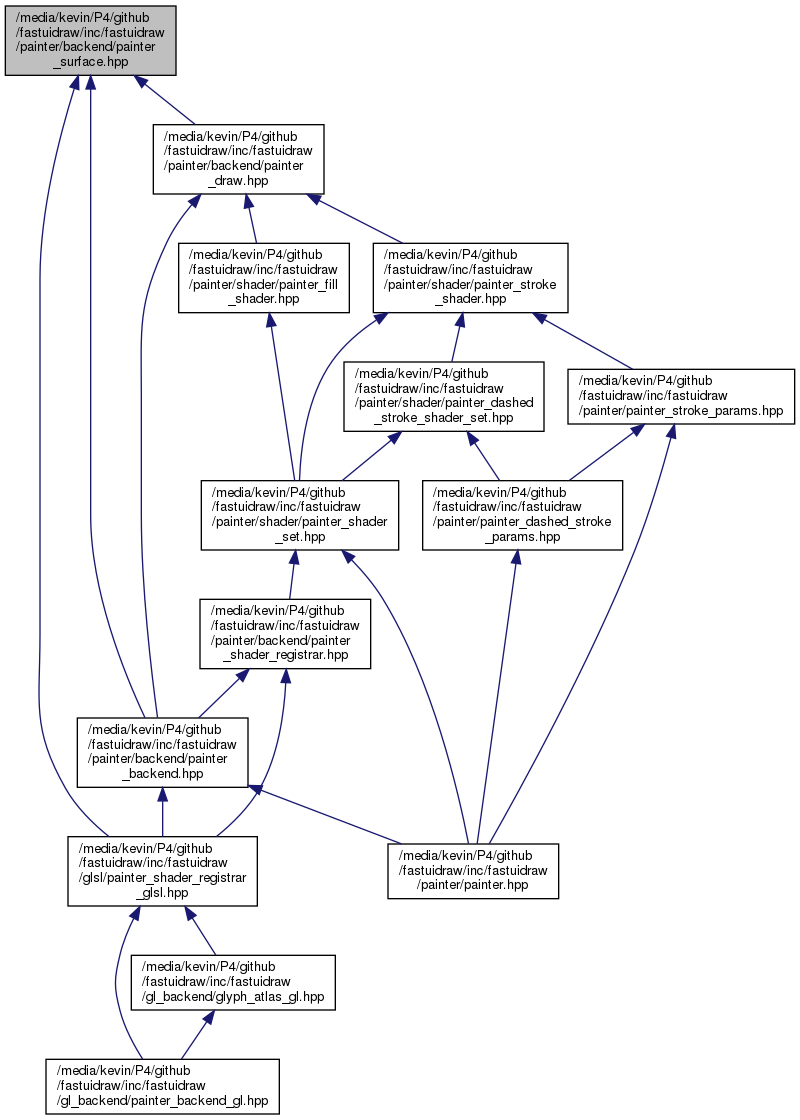 /media/kevin/P4/github
/fastuidraw/inc/fastuidraw
/painter/backend/painter
_surface.hpp
/media/kevin/P4/github
/fastuidraw/inc/fastuidraw
/painter/backend/painter
_draw.hpp
/media/kevin/P4/github
/fastuidraw/inc/fastuidraw
/painter/shader/painter_fill
_shader.hpp
/media/kevin/P4/github
/fastuidraw/inc/fastuidraw
/painter/shader/painter_stroke
_shader.hpp
/media/kevin/P4/github
/fastuidraw/inc/fastuidraw
/painter/shader/painter_dashed
_stroke_shader_set.hpp
/media/kevin/P4/github
/fastuidraw/inc/fastuidraw
/painter/painter_stroke_params.hpp
/media/kevin/P4/github
/fastuidraw/inc/fastuidraw
/painter/shader/painter_shader
_set.hpp
/media/kevin/P4/github
/fastuidraw/inc/fastuidraw
/painter/painter_dashed_stroke
_params.hpp
/media/kevin/P4/github
/fastuidraw/inc/fastuidraw
/painter/backend/painter
_shader_registrar.hpp
/media/kevin/P4/github
/fastuidraw/inc/fastuidraw
/painter/backend/painter
_backend.hpp
/media/kevin/P4/github
/fastuidraw/inc/fastuidraw
/glsl/painter_shader_registrar
_glsl.hpp
/media/kevin/P4/github
/fastuidraw/inc/fastuidraw
/painter/painter.hpp
/media/kevin/P4/github
/fastuidraw/inc/fastuidraw
/gl_backend/glyph_atlas_gl.hpp
/media/kevin/P4/github
/fastuidraw/inc/fastuidraw
/gl_backend/painter_backend_gl.hpp